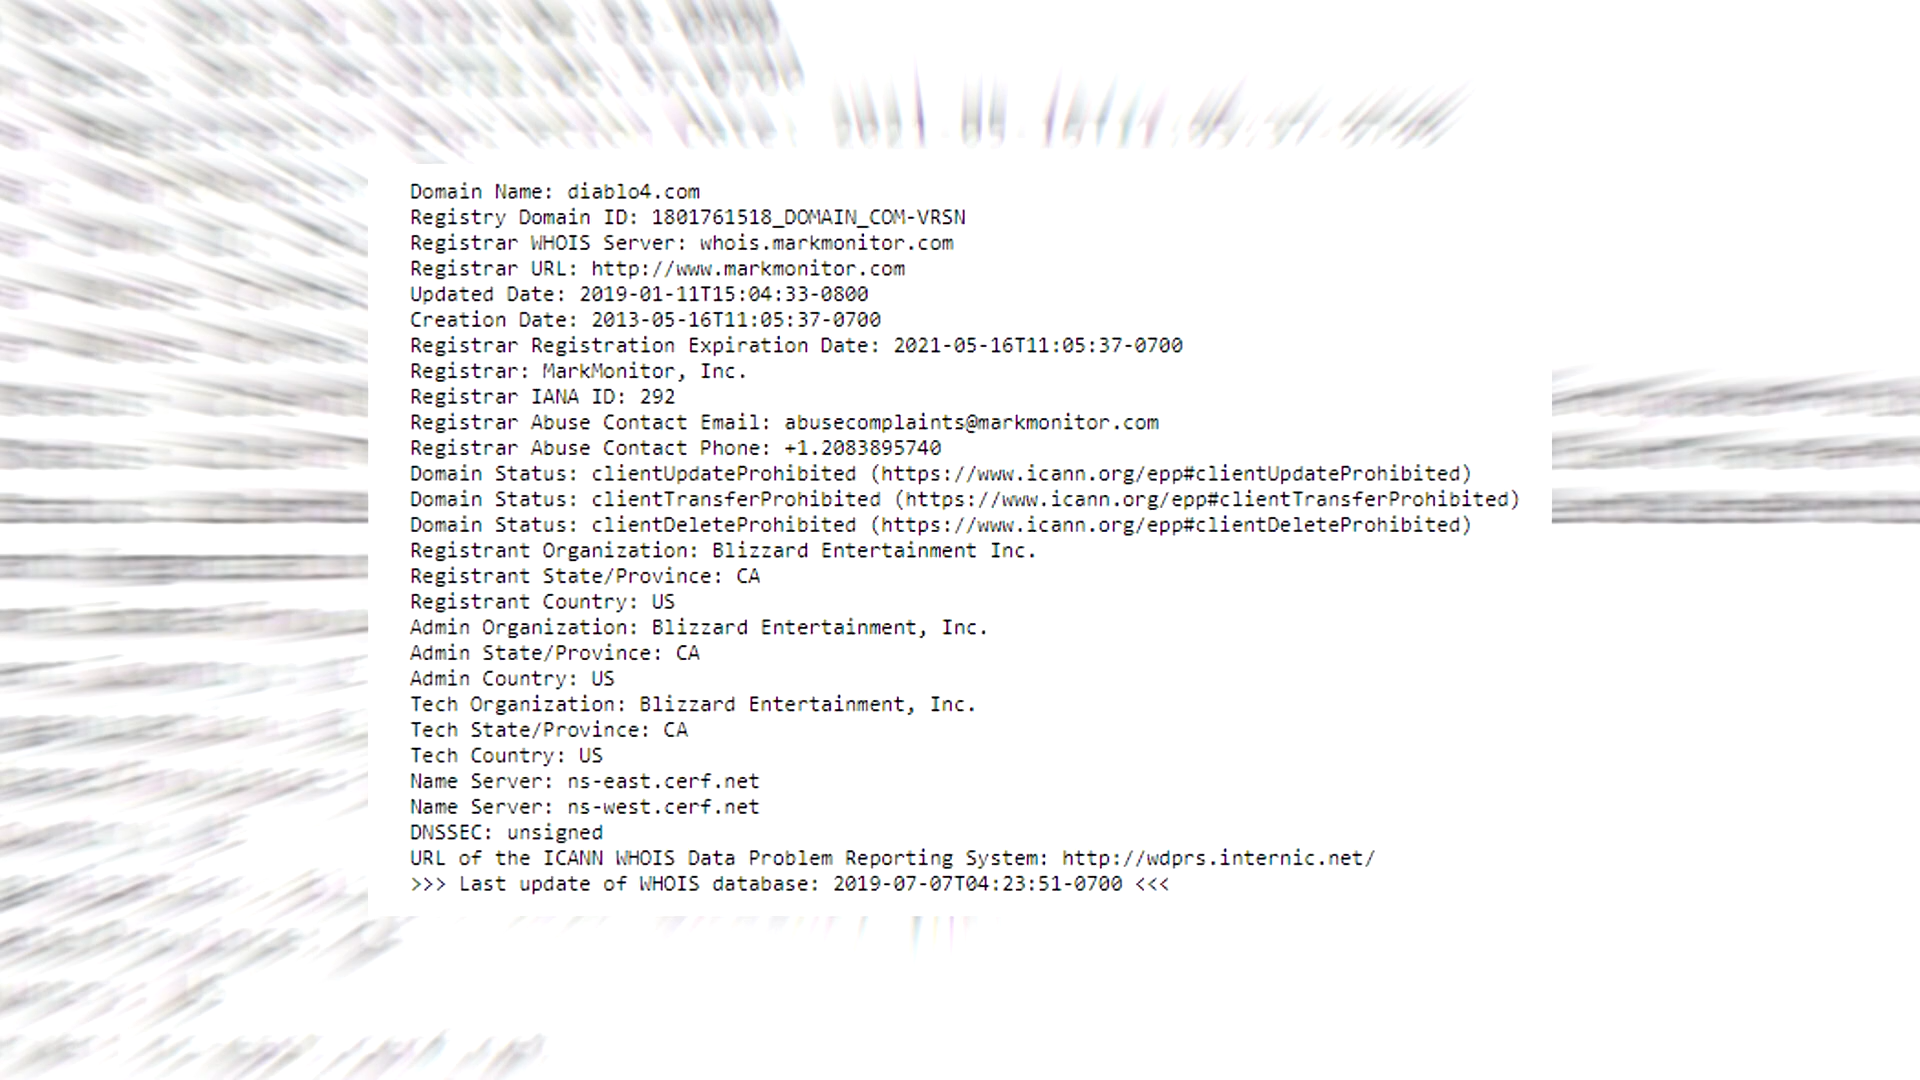 Domain Name: diablo4.com
Registry Domain ID: 1801761518_DOMAIN_COM-VRSN
Registrar WHOIS Server: whois.markmonitor.com
Registrar URL: http://www.markmonitor.com
Updated Date: 2019-01-11T15:04:33-0800
Creation Date: 2013-05-16T11:05:37-0700
Registrar Registration Expiration Date: 2021-05-16T11:05:37-0700
Registrar: MarkMonitor, Inc.
Registrar IANA ID: 292
Registrar Abuse Contact Email: abusecomplaints@markmonitor.com
Registrar Abuse Contact Phone: +1.2083895740
Domain Status: clientUpdateProhibited (https://www.icann.org/epp#clientUpdateProhibited)
Domain Status: clientTransferProhibited (https://www.icann.org/epp#clientTransferProhibited)
Domain Status: clientDeleteProhibited (https://www.icann.org/epp#clientDeleteProhibited)
Registrant Organization: Blizzard Entertainment Inc.
Registrant State/Province: CA
Registrant Country: US
Admin Organization: Blizzard Entertainment, Inc.
Admin State/Province: CA
Admin Country: US
Tech Organization: Blizzard Entertainment, Inc.
Tech State/Province: CA
Tech Country: US
Name Server: ns-east.cerf.net
Name Server: ns-west.cerf.net
DNSSEC: unsigned
URL of the ICANN WHOIS Data Problem Reporting System: http://wdprs.internic.net/
>>> Last update of WHOIS database: 2019-07-07T04:23:51-0700 <<<